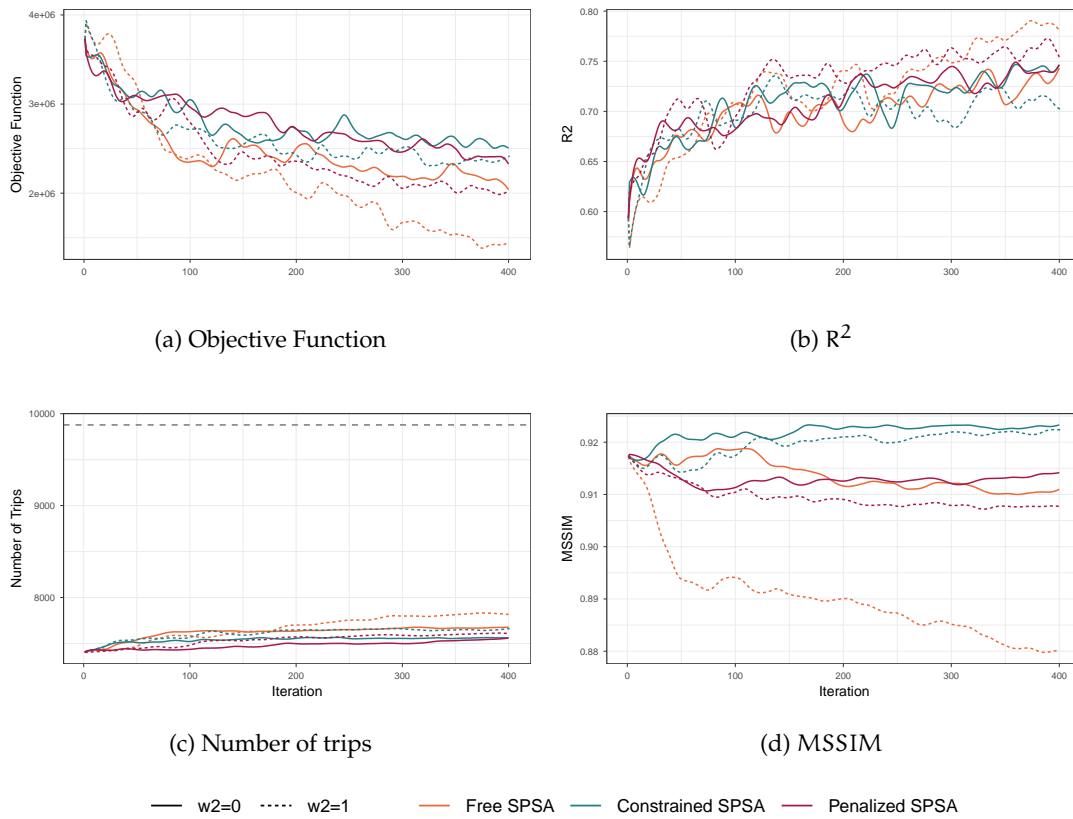 4e+06
3e+06
2e+06
Objective Function
0
100
200
300
400
(a) Objective Function
0.80
0.75
0.70
0.65
0.60
R2
0
100
200
300
400
(b) R²
10000
9000
8000
Number of Trips
0
100
200
300
400
Iteration
(c) Number of trips
0.92
0.91
0.90
0.89
0.88
MSSIM
0
100
200
300
400
Iteration
(d) MSSIM
w2=0 w2=1 Free SPSA Constrained SPSA Penalized SPSA